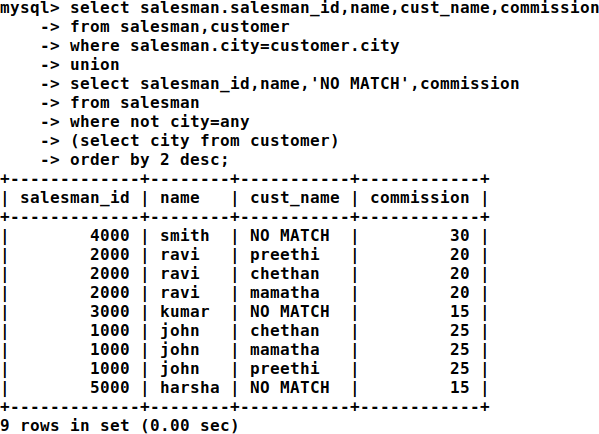 mysql> select salesman.salesman_id,name,cust_name,commission
    -> from salesman,customer
    -> where salesman.city=customer.city
    -> union
    -> select salesman_id,name,'NO MATCH',commission
    -> from salesman
    -> where not city=any
    -> (select city from customer)
    -> order by 2 desc;
+-------------+--------+-----------+------------+
| salesman_id | name   | cust_name | commission |
+-------------+--------+-----------+------------+
|        4000 | smith  | NO MATCH  |         30 |
|        2000 | ravi   | preethi   |         20 |
|        2000 | ravi   | chethan   |         20 |
|        2000 | ravi   | mamatha   |         20 |
|        3000 | kumar  | NO MATCH  |         15 |
|        1000 | john   | chethan   |         25 |
|        1000 | john   | mamatha   |         25 |
|        1000 | john   | preethi   |         25 |
|        5000 | harsha | NO MATCH  |         15 |
+-------------+--------+-----------+------------+
9 rows in set (0.00 sec)